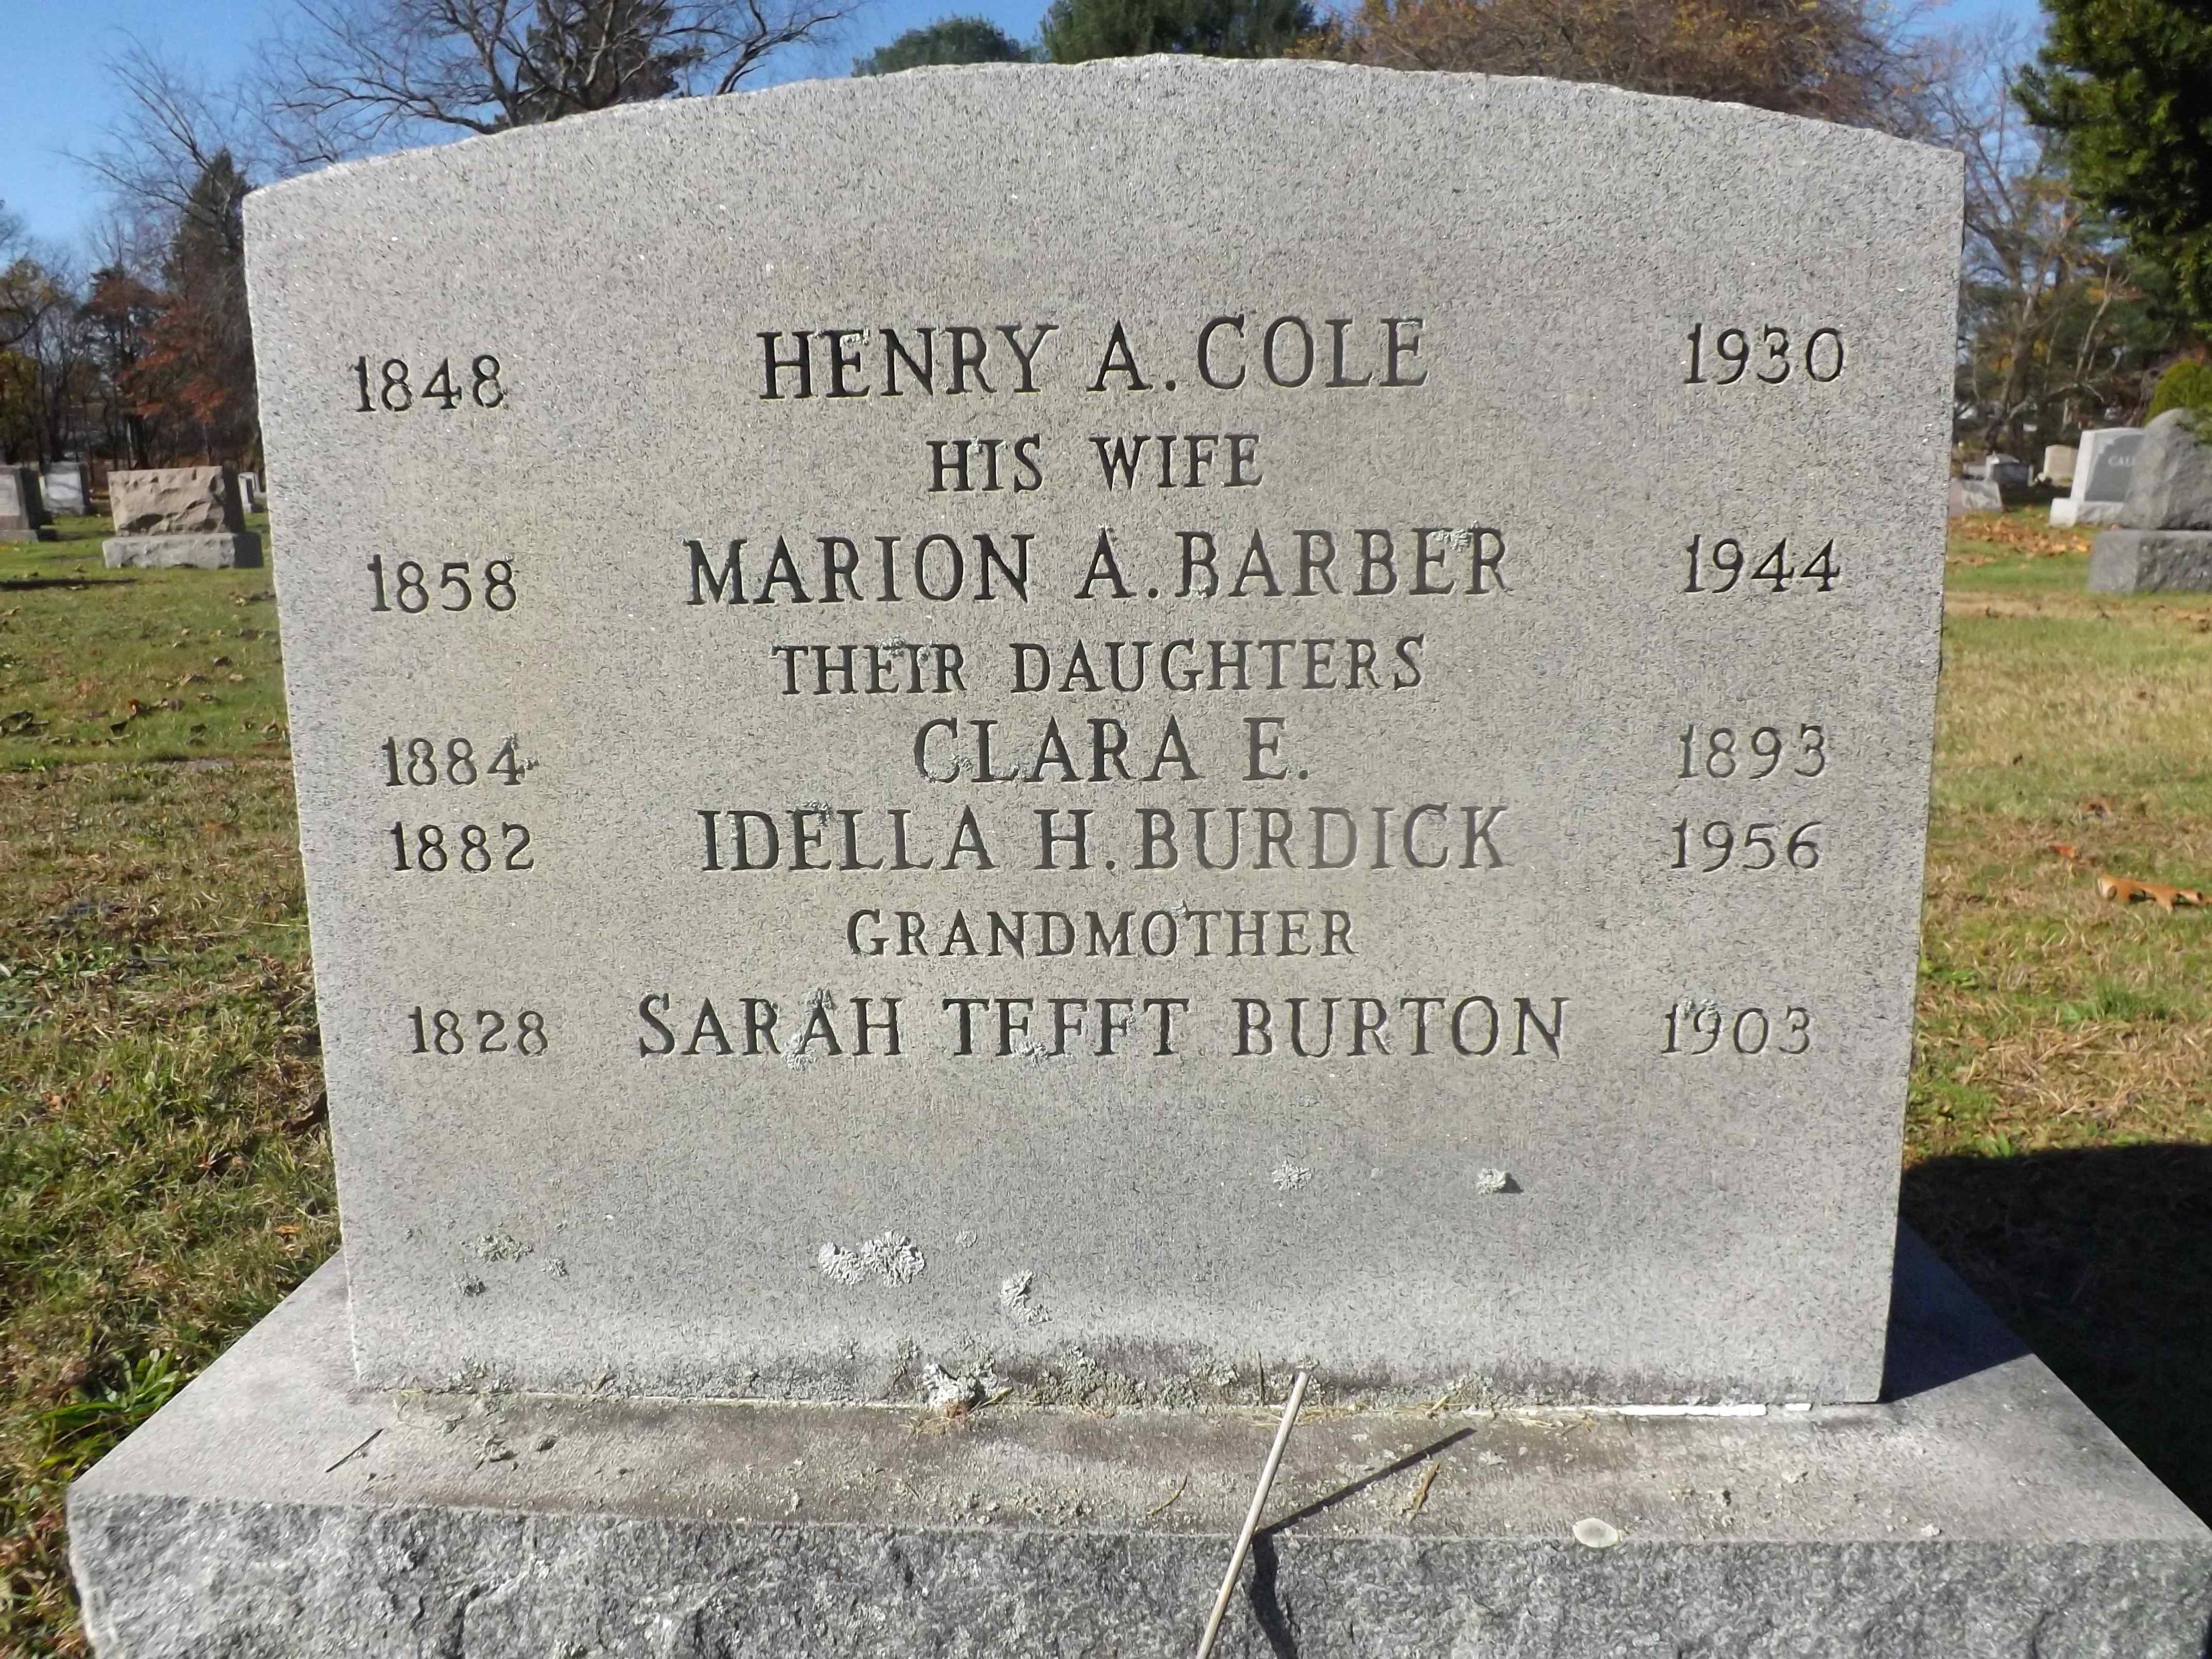 1848 HENRY A. COLE 1930
HIS WIFE
1858 MARION A. BARBER 1944
THEIR DAUGHTERS
1884 CLARA E. 1893
1882 IDELLA H. BURDICK 1956
GRANDMOTHER
1828 SARAH TEFFT BURTON 1903